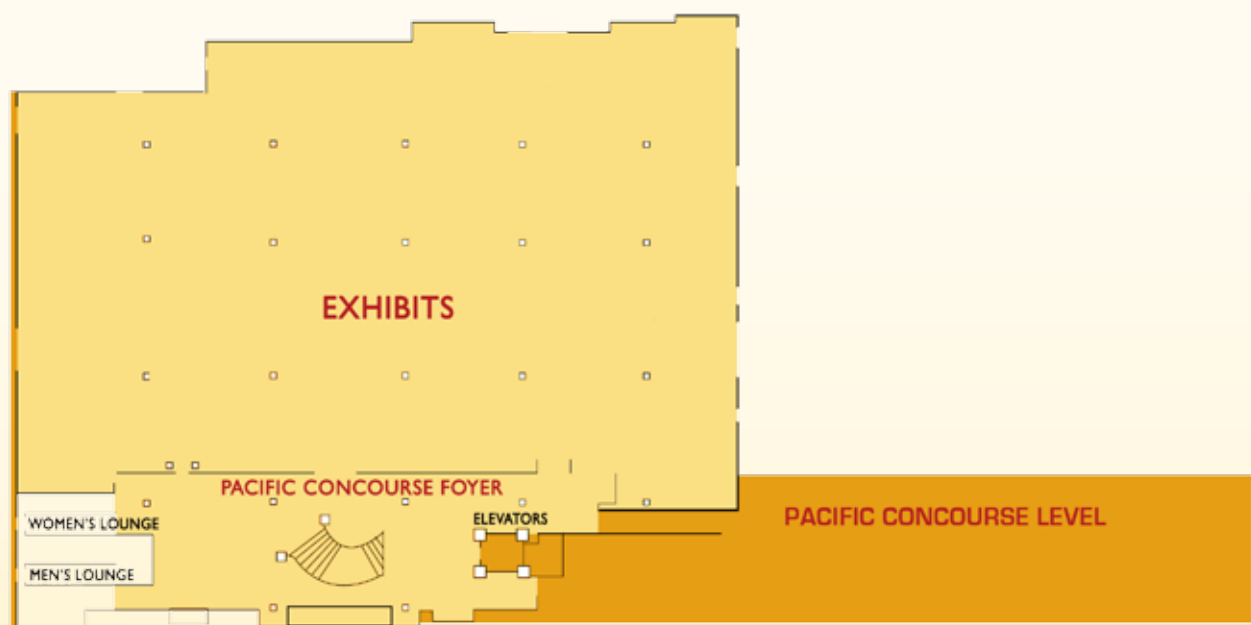 EXHIBITS
PACIFIC CONCOURSE FOYER
WOMEN'S LOUNGE
ELEVATORS
PACIFIC CONCOURSE LEVEL
MEN'S LOUNGE